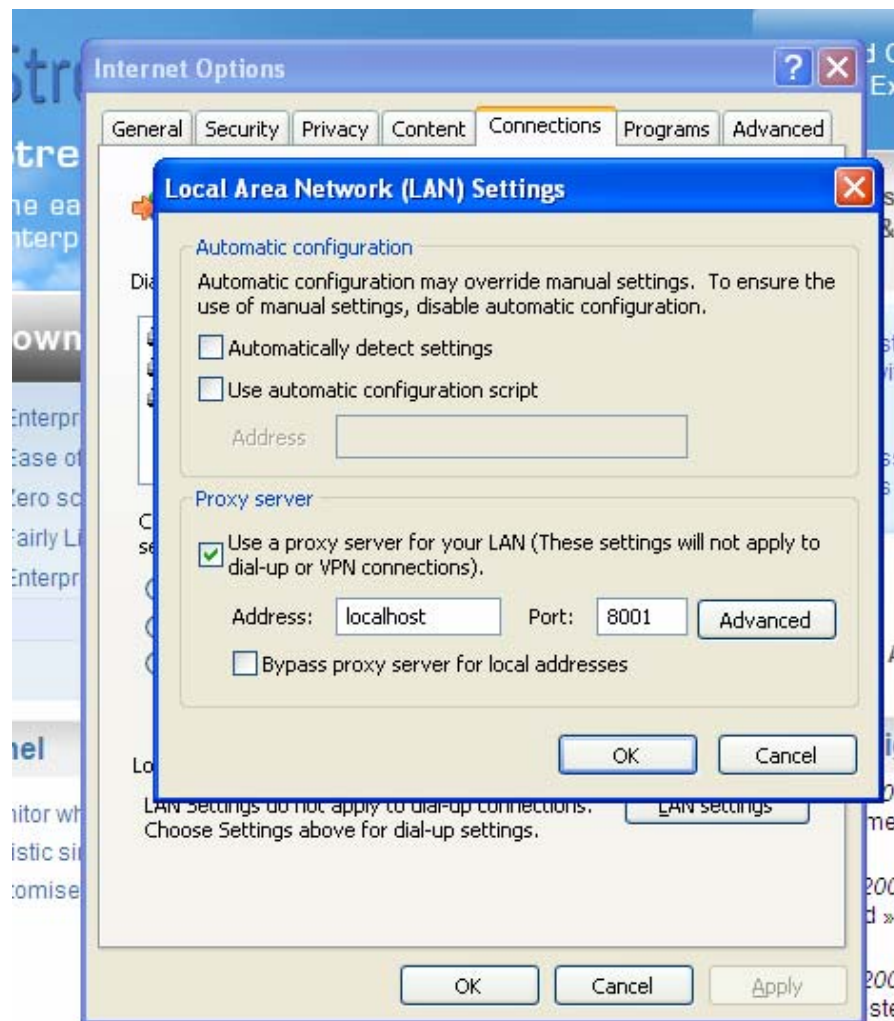 Stre
Internet Options
Ex
General Security Privacy Content Connections Programs Advanced
Local Area Network (LAN) Settings
Automatic configuration
Automatic configuration may override manual settings. To ensure the
use of manual settings, disable automatic configuration.
Automatically detect settings
Use automatic configuration script
Address
Proxy server
Use a proxy server for your LAN (These settings will not apply to
dial-up or VPN connections).
Address: localhost Port: 8001 Advanced
Bypass proxy server for local addresses
OK Cancel
LAN Settings do not apply to dial-up connections. LAN settings
Choose Settings above for dial-up settings.
OK Cancel Apply